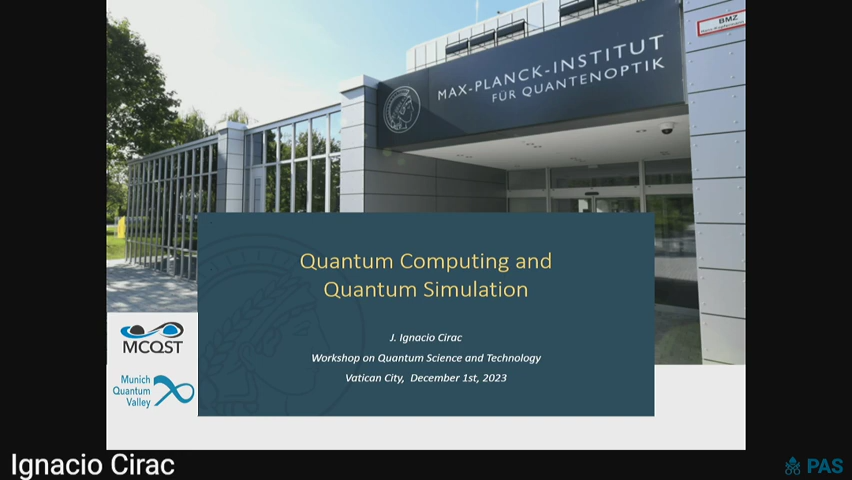 MAX-PLANCK-INSTITUT
FÜR QUANTENOPTIK
BMZ
Quantum Computing and
Quantum Simulation
J. Ignacio Cirac
Workshop on Quantum Science and Technology
Vatican City, December 1st, 2023
MCQST
Munich
Quantum
Valley
Ignacio Cirac
PAS